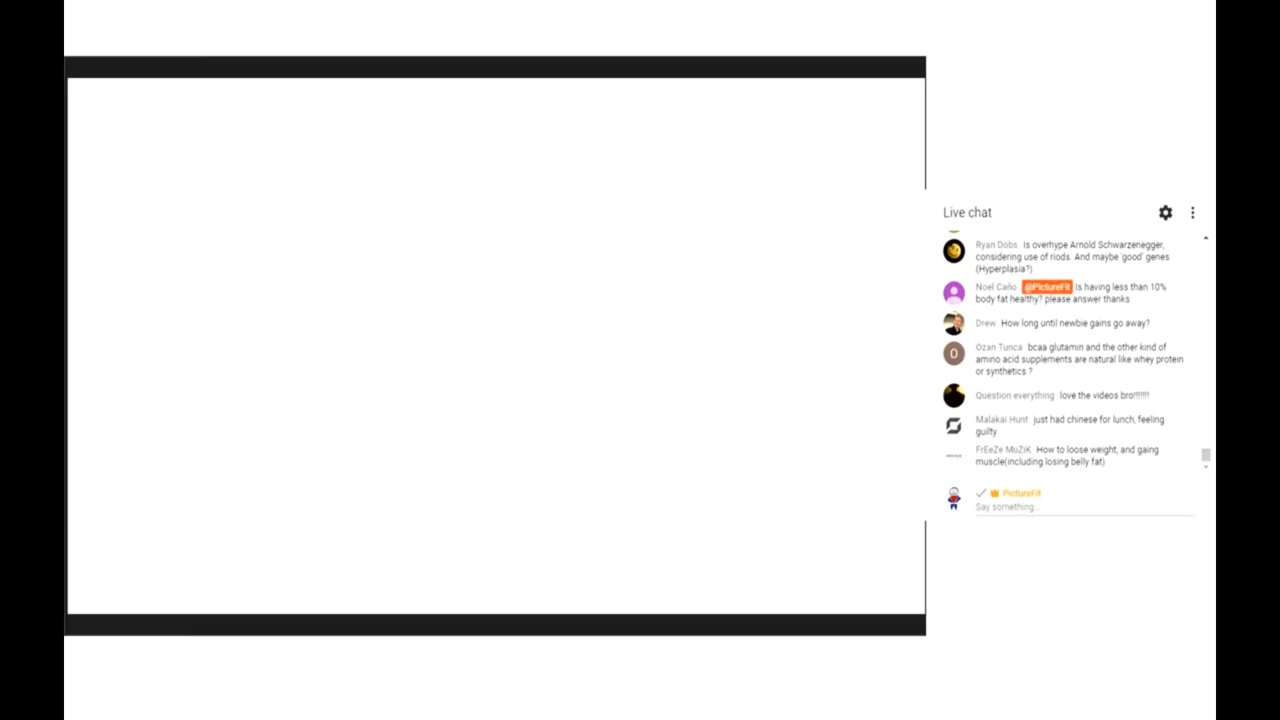 Live chat
Ryan Dobs Is overhype Arnold Schwarzenegger,
considering use of riods. And maybe 'good' genes
(Hyperplasia?)
Noel Caño @PictureFit Is having less than 10%
body fat healthy? please answer thanks
Drew How long until newbie gains go away?
O
Ozan Tunca bcaa glutamin and the other kind of
amino acid supplements are natural like whey protein
or synthetics ?
Question everything love the videos bro!!!!!!!
Malakai Hunt just had chinese for lunch, feeling
guilty
FrEeZe MuZiK How to loose weight, and gaing
muscle(including losing belly fat)
PictureFit
Say something...